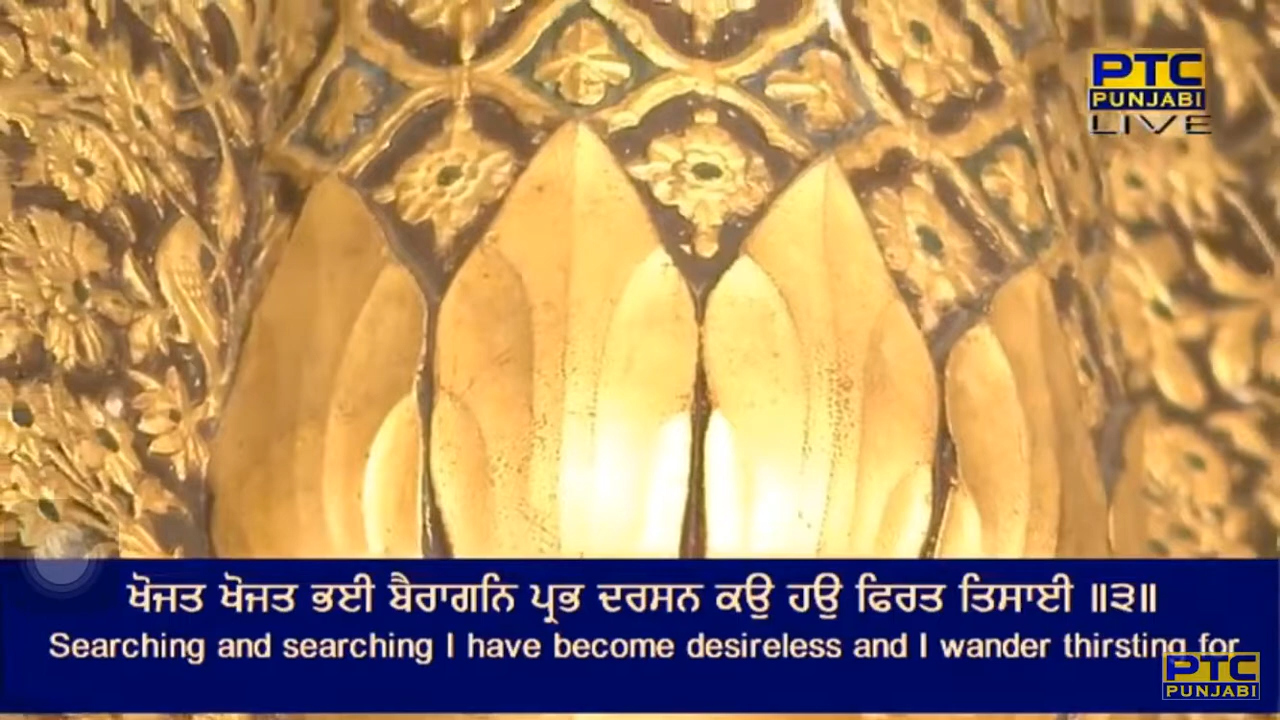 PTC
PUNJABI
LIVE
ਖੋਜਤ ਖੋਜਤ ਭਈ ਬੈਰਾਗਨਿ ਪ੍ਰਭ ਦਰਸਨ ਕਉ ਹਉ ਫਿਰਤ ਤਿਸਾਈ ॥੩॥
Searching and searching I have become desireless and I wander thirsting for
PTC
PUNJABI